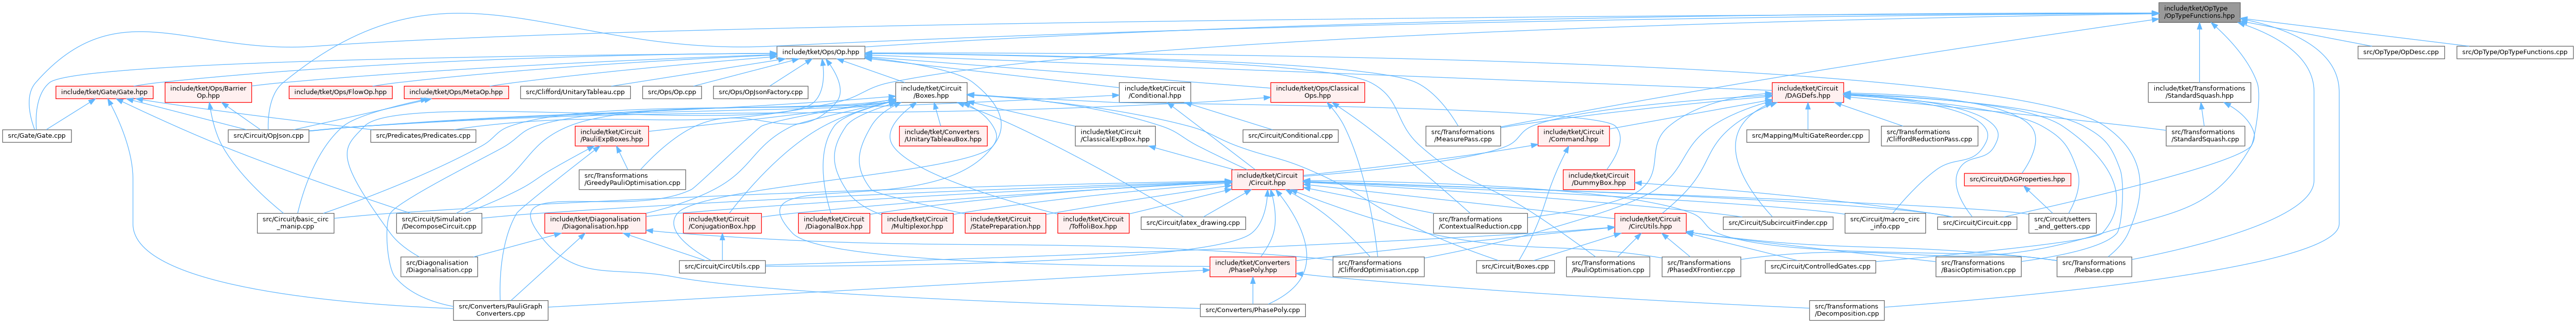 include/tket/OpType
/OpTypeFunctions.hpp
include/tket/Ops/Op.hpp
src/OpType/OpDesc.cpp
src/OpType/OpTypeFunctions.cpp
include/tket/Gate/Gate.hpp
include/tket/Ops/Barrier
Op.hpp
include/tket/Ops/FlowOp.hpp
include/tket/Ops/MetaOp.hpp
src/Clifford/UnitaryTableau.cpp
src/Ops/Op.cpp
src/Ops/OpJsonFactory.cpp
include/tket/Circuit
/Boxes.hpp
include/tket/Circuit
/Conditional.hpp
include/tket/Ops/Classical
Ops.hpp
include/tket/Circuit
/DAGDefs.hpp
include/tket/Transformations
/StandardSquash.hpp
src/Gate/Gate.cpp
src/Circuit/OpJson.cpp
src/Predicates/Predicates.cpp
include/tket/Circuit
/PauliExpBoxes.hpp
include/tket/Converters
/UnitaryTableauBox.hpp
include/tket/Circuit
/ClassicalExpBox.hpp
src/Circuit/Conditional.cpp
src/Transformations
/MeasurePass.cpp
include/tket/Circuit
/Command.hpp
src/Mapping/MultiGateReorder.cpp
src/Transformations
/CliffordReductionPass.cpp
src/Transformations
/StandardSquash.cpp
src/Transformations
/GreedyPauliOptimisation.cpp
include/tket/Circuit
/Circuit.hpp
include/tket/Circuit
/DummyBox.hpp
src/Circuit/DAGProperties.hpp
src/Circuit/basic_circ
_manip.cpp
src/Circuit/Simulation
/DecomposeCircuit.cpp
include/tket/Diagonalisation
/Diagonalisation.hpp
include/tket/Circuit
/ConjugationBox.hpp
include/tket/Circuit
/DiagonalBox.hpp
include/tket/Circuit
/Multiplexor.hpp
include/tket/Circuit
/StatePreparation.hpp
include/tket/Circuit
/ToffoliBox.hpp
src/Circuit/latex_drawing.cpp
src/Transformations
/ContextualReduction.cpp
include/tket/Circuit
/CircUtils.hpp
src/Circuit/SubcircuitFinder.cpp
src/Circuit/macro_circ
_info.cpp
src/Circuit/Circuit.cpp
src/Circuit/setters
_and_getters.cpp
src/Diagonalisation
/Diagonalisation.cpp
src/Circuit/CircUtils.cpp
include/tket/Converters
/PhasePoly.hpp
src/Transformations
/CliffordOptimisation.cpp
src/Circuit/Boxes.cpp
src/Transformations
/PauliOptimisation.cpp
src/Transformations
/PhasedXFrontier.cpp
src/Circuit/ControlledGates.cpp
src/Transformations
/BasicOptimisation.cpp
src/Transformations
/Rebase.cpp
src/Converters/PauliGraph
Converters.cpp
src/Converters/PhasePoly.cpp
src/Transformations
/Decomposition.cpp